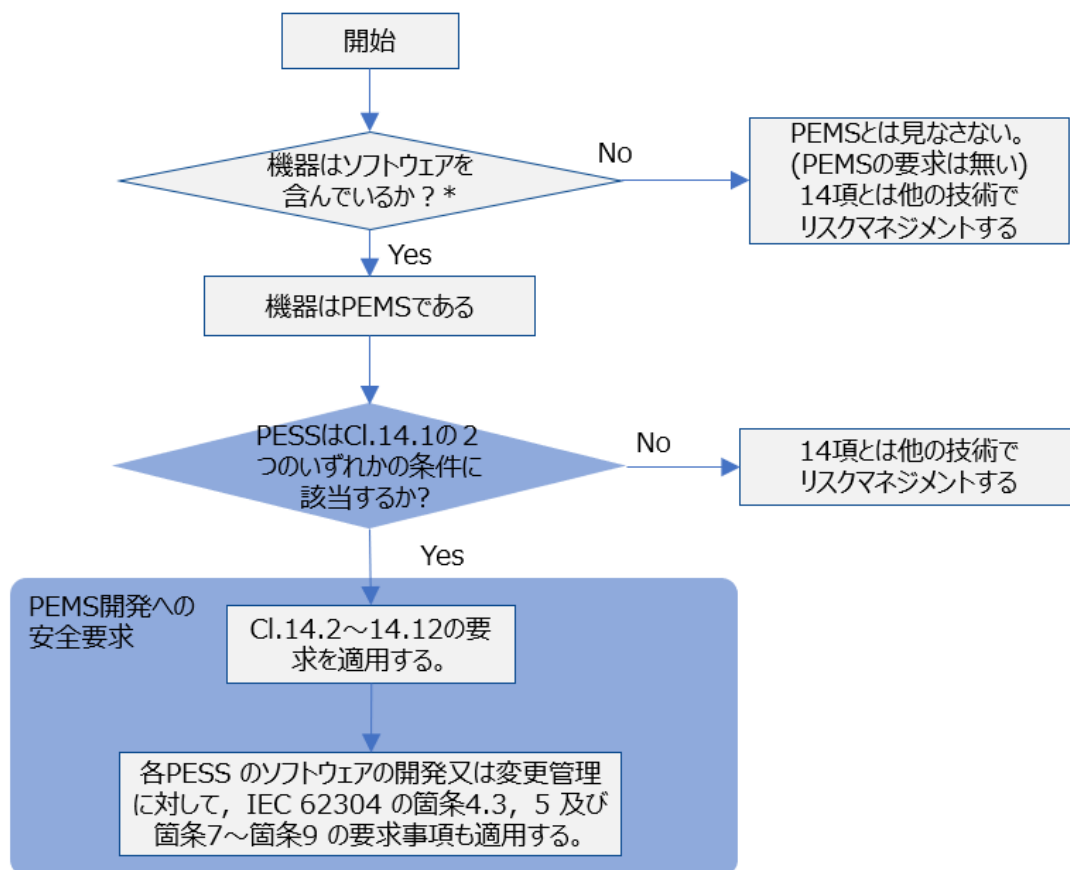 開始
機器はソフトウェアを
含んでいるか？*
No
PEMSとは見なさない。
(PEMSの要求は無い)
14項とは他の技術で
リスクマネジメントする
Yes
機器はPEMSである
PESSはCl.14.1の２
つのいずれかの条件に
該当するか?
No
14項とは他の技術で
リスクマネジメントする
Yes
PEMS開発への
安全要求
Cl.14.2～14.12の要
求を適用する。
各PESS のソフトウェアの開発又は変更管理
に対して，IEC 62304 の箇条4.3，5 及び
箇条7～箇条9 の要求事項も適用する。